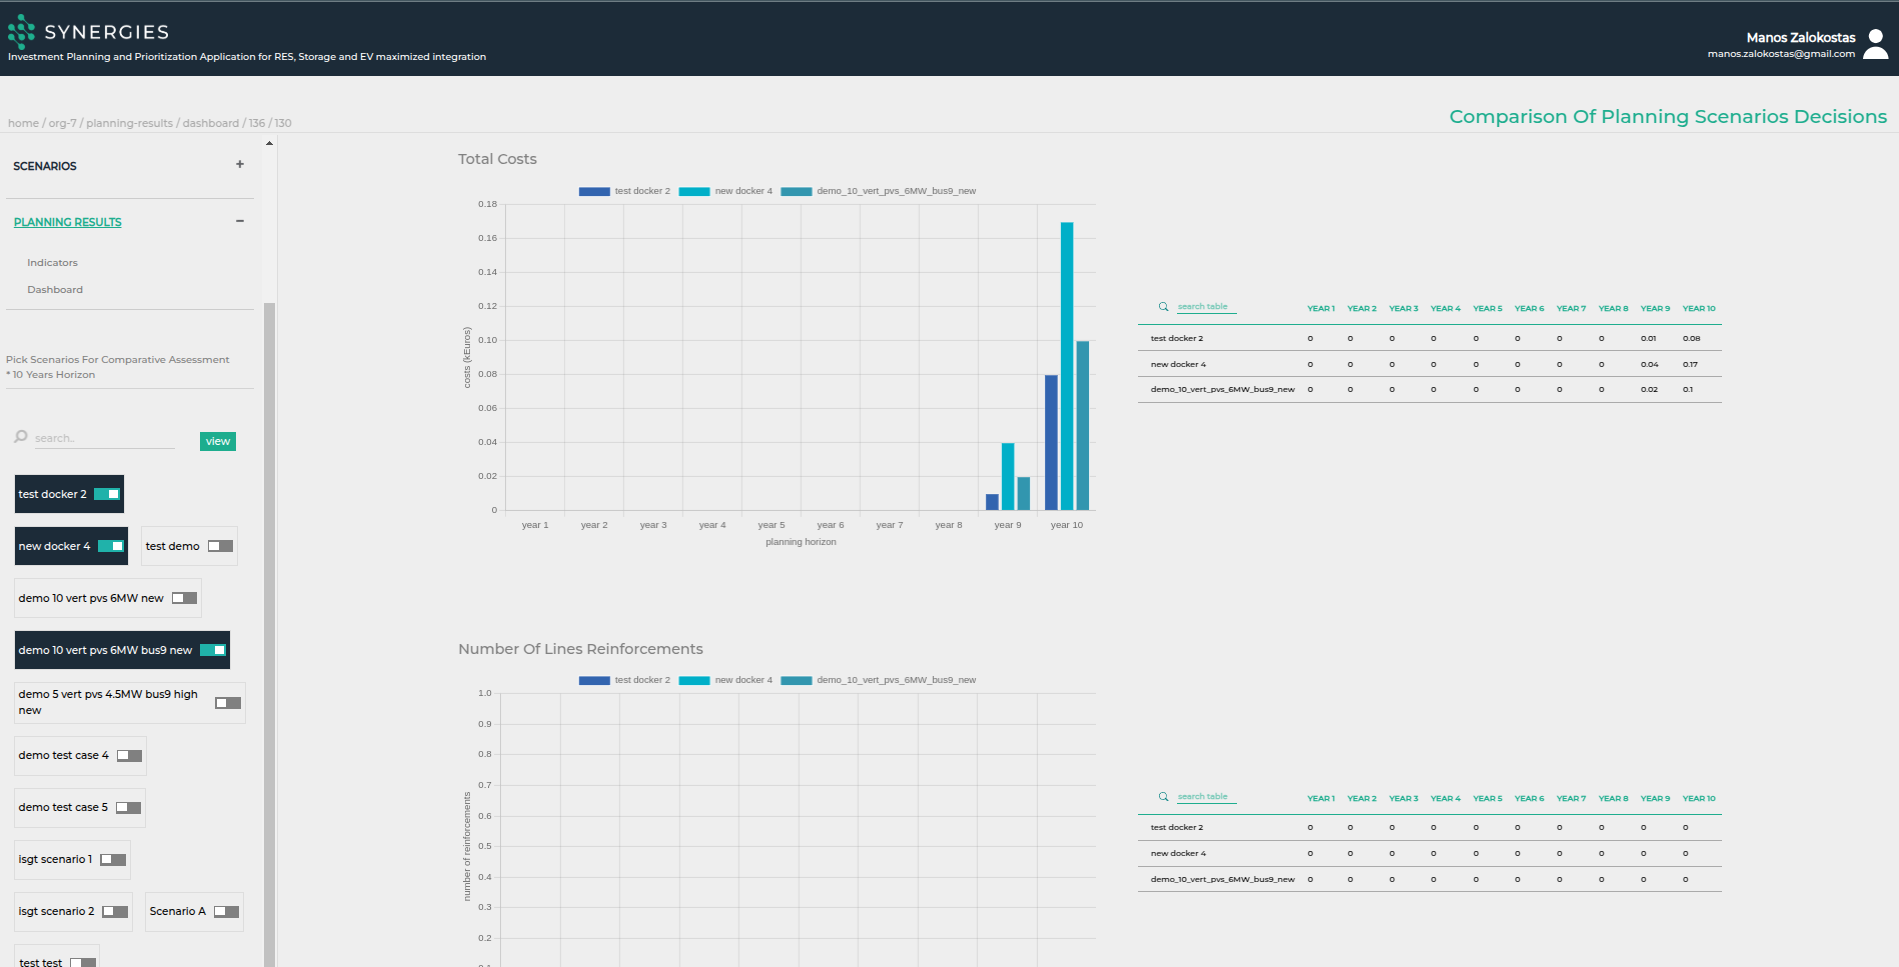 SYNERGIES
Investment Planning and Prioritization Application for RES, Storage and EV maximized integration
Manos Zalokostas
manos.zalokostas@gmail.com
home / org-7 / planning-results / dashboard / 136 / 130
Comparison Of Planning Scenarios Decisions
SCENARIOS +
PLANNING RESULTS −
Indicators
Dashboard
Pick Scenarios For Comparative Assessment
* 10 Years Horizon
search..
view
test docker 2
new docker 4
test demo
demo 10 vert pvs 6MW new
demo 10 vert pvs 6MW bus9 new
demo 5 vert pvs 4.5MW bus9 high
new
demo test case 4
demo test case 5
isgt scenario 1
isgt scenario 2
Scenario A
test test
Total Costs
test docker 2 new docker 4 demo_10_vert_pvs_6MW_bus9_new
0.18
0.16
0.14
0.12
0.10
0.08
0.06
0.04
0.02
0
costs (kEuros)
year 1 year 2 year 3 year 4 year 5 year 6 year 7 year 8 year 9 year 10
planning horizon
search table YEAR 1 YEAR 2 YEAR 3 YEAR 4 YEAR 5 YEAR 6 YEAR 7 YEAR 8 YEAR 9 YEAR 10
test docker 2 0 0 0 0 0 0 0 0 0.01 0.08
new docker 4 0 0 0 0 0 0 0 0 0.04 0.17
demo_10_vert_pvs_6MW_bus9_new 0 0 0 0 0 0 0 0 0.02 0.1
Number Of Lines Reinforcements
test docker 2 new docker 4 demo_10_vert_pvs_6MW_bus9_new
1.0
0.9
0.8
0.7
0.6
0.5
0.4
0.3
0.2
number of reinforcements
search table YEAR 1 YEAR 2 YEAR 3 YEAR 4 YEAR 5 YEAR 6 YEAR 7 YEAR 8 YEAR 9 YEAR 10
test docker 2 0 0 0 0 0 0 0 0 0 0
new docker 4 0 0 0 0 0 0 0 0 0 0
demo_10_vert_pvs_6MW_bus9_new 0 0 0 0 0 0 0 0 0 0